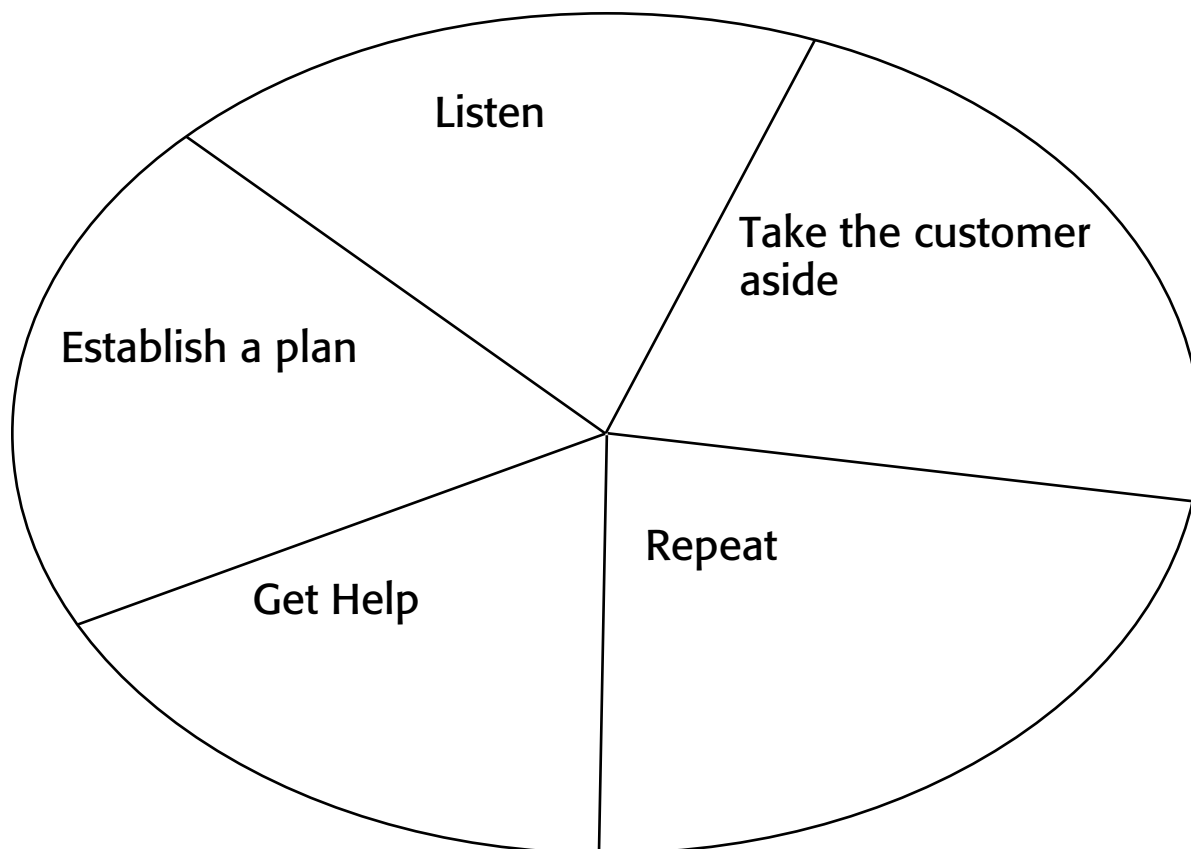 Listen
Take the customer
aside
Establish a plan
Repeat
Get Help